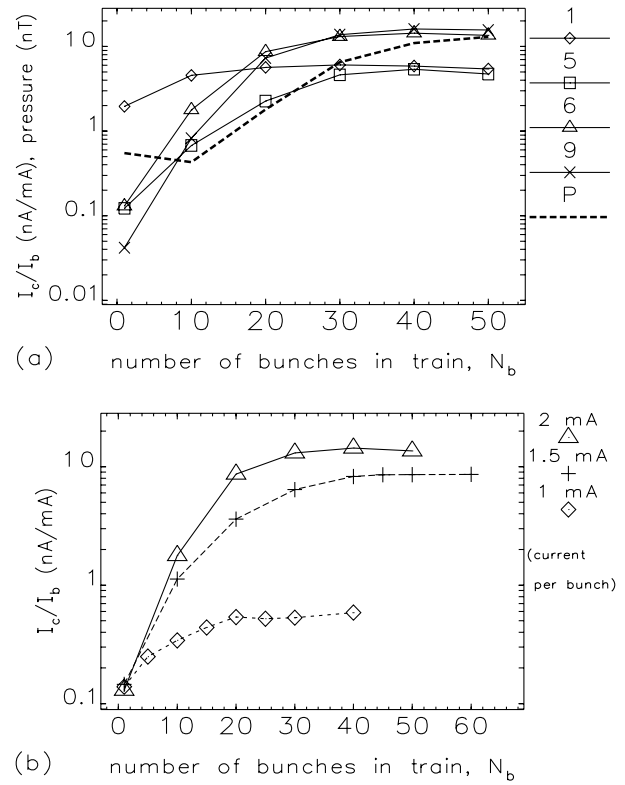 I_c/I_b (nA/mA), pressure (nT)
10
1
0.1
0.01
0 10 20 30 40 50
(a) number of bunches in train, N_b
1
5
6
9
P
I_c/I_b (nA/mA)
10
1
0.1
0 10 20 30 40 50 60
(b) number of bunches in train, N_b
2 mA
1.5 mA
1 mA
(current
per bunch)